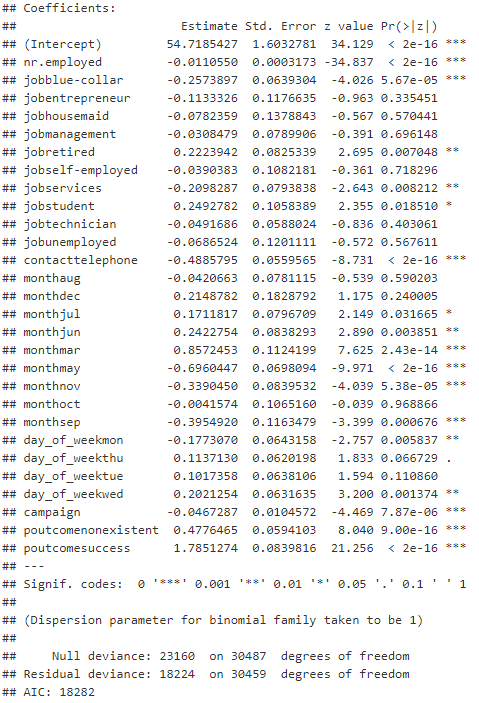 ## Coefficients:
##                      Estimate Std. Error z value Pr(>|z|)
## (Intercept)        54.7185427  1.6032781  34.129  < 2e-16 ***
## nr.employed        -0.0110550  0.0003173 -34.837  < 2e-16 ***
## jobblue-collar     -0.2573897  0.0639304  -4.026 5.67e-05 ***
## jobentrepreneur    -0.1133326  0.1176635  -0.963 0.335451
## jobhousemaid       -0.0782359  0.1378843  -0.567 0.570441
## jobmanagement      -0.0308479  0.0789906  -0.391 0.696148
## jobretired          0.2223942  0.0825339   2.695 0.007048 **
## jobself-employed   -0.0390383  0.1082181  -0.361 0.718296
## jobservices        -0.2098287  0.0793838  -2.643 0.008212 **
## jobstudent          0.2492782  0.1058389   2.355 0.018510 *
## jobtechnician      -0.0491686  0.0588024  -0.836 0.403061
## jobunemployed      -0.0686524  0.1201111  -0.572 0.567611
## contacttelephone   -0.4885795  0.0559565  -8.731  < 2e-16 ***
## monthaug           -0.0420663  0.0781115  -0.539 0.590203
## monthdec            0.2148782  0.1828792   1.175 0.240005
## monthjul            0.1711817  0.0796709   2.149 0.031665 *
## monthjun            0.2422754  0.0838293   2.890 0.003851 **
## monthmar            0.8572453  0.1124199   7.625 2.43e-14 ***
## monthmay           -0.6960447  0.0698094  -9.971  < 2e-16 ***
## monthnov           -0.3390450  0.0839532  -4.039 5.38e-05 ***
## monthoct           -0.0041574  0.1065160  -0.039 0.968866
## monthsep           -0.3954920  0.1163479  -3.399 0.000676 ***
## day_of_weekmon     -0.1773070  0.0643158  -2.757 0.005837 **
## day_of_weekthu      0.1137130  0.0620198   1.833 0.066729 .
## day_of_weektue      0.1017358  0.0638106   1.594 0.110860
## day_of_weekwed      0.2021254  0.0631635   3.200 0.001374 **
## campaign           -0.0467287  0.0104572  -4.469 7.87e-06 ***
## poutcomenonexistent 0.4776465  0.0594103   8.040 9.00e-16 ***
## poutcomesuccess     1.7851274  0.0839816  21.256  < 2e-16 ***
## ---
## Signif. codes:  0 '***' 0.001 '**' 0.01 '*' 0.05 '.' 0.1 ' ' 1
##
## (Dispersion parameter for binomial family taken to be 1)
##
##     Null deviance: 23160  on 30487  degrees of freedom
## Residual deviance: 18224  on 30459  degrees of freedom
## AIC: 18282